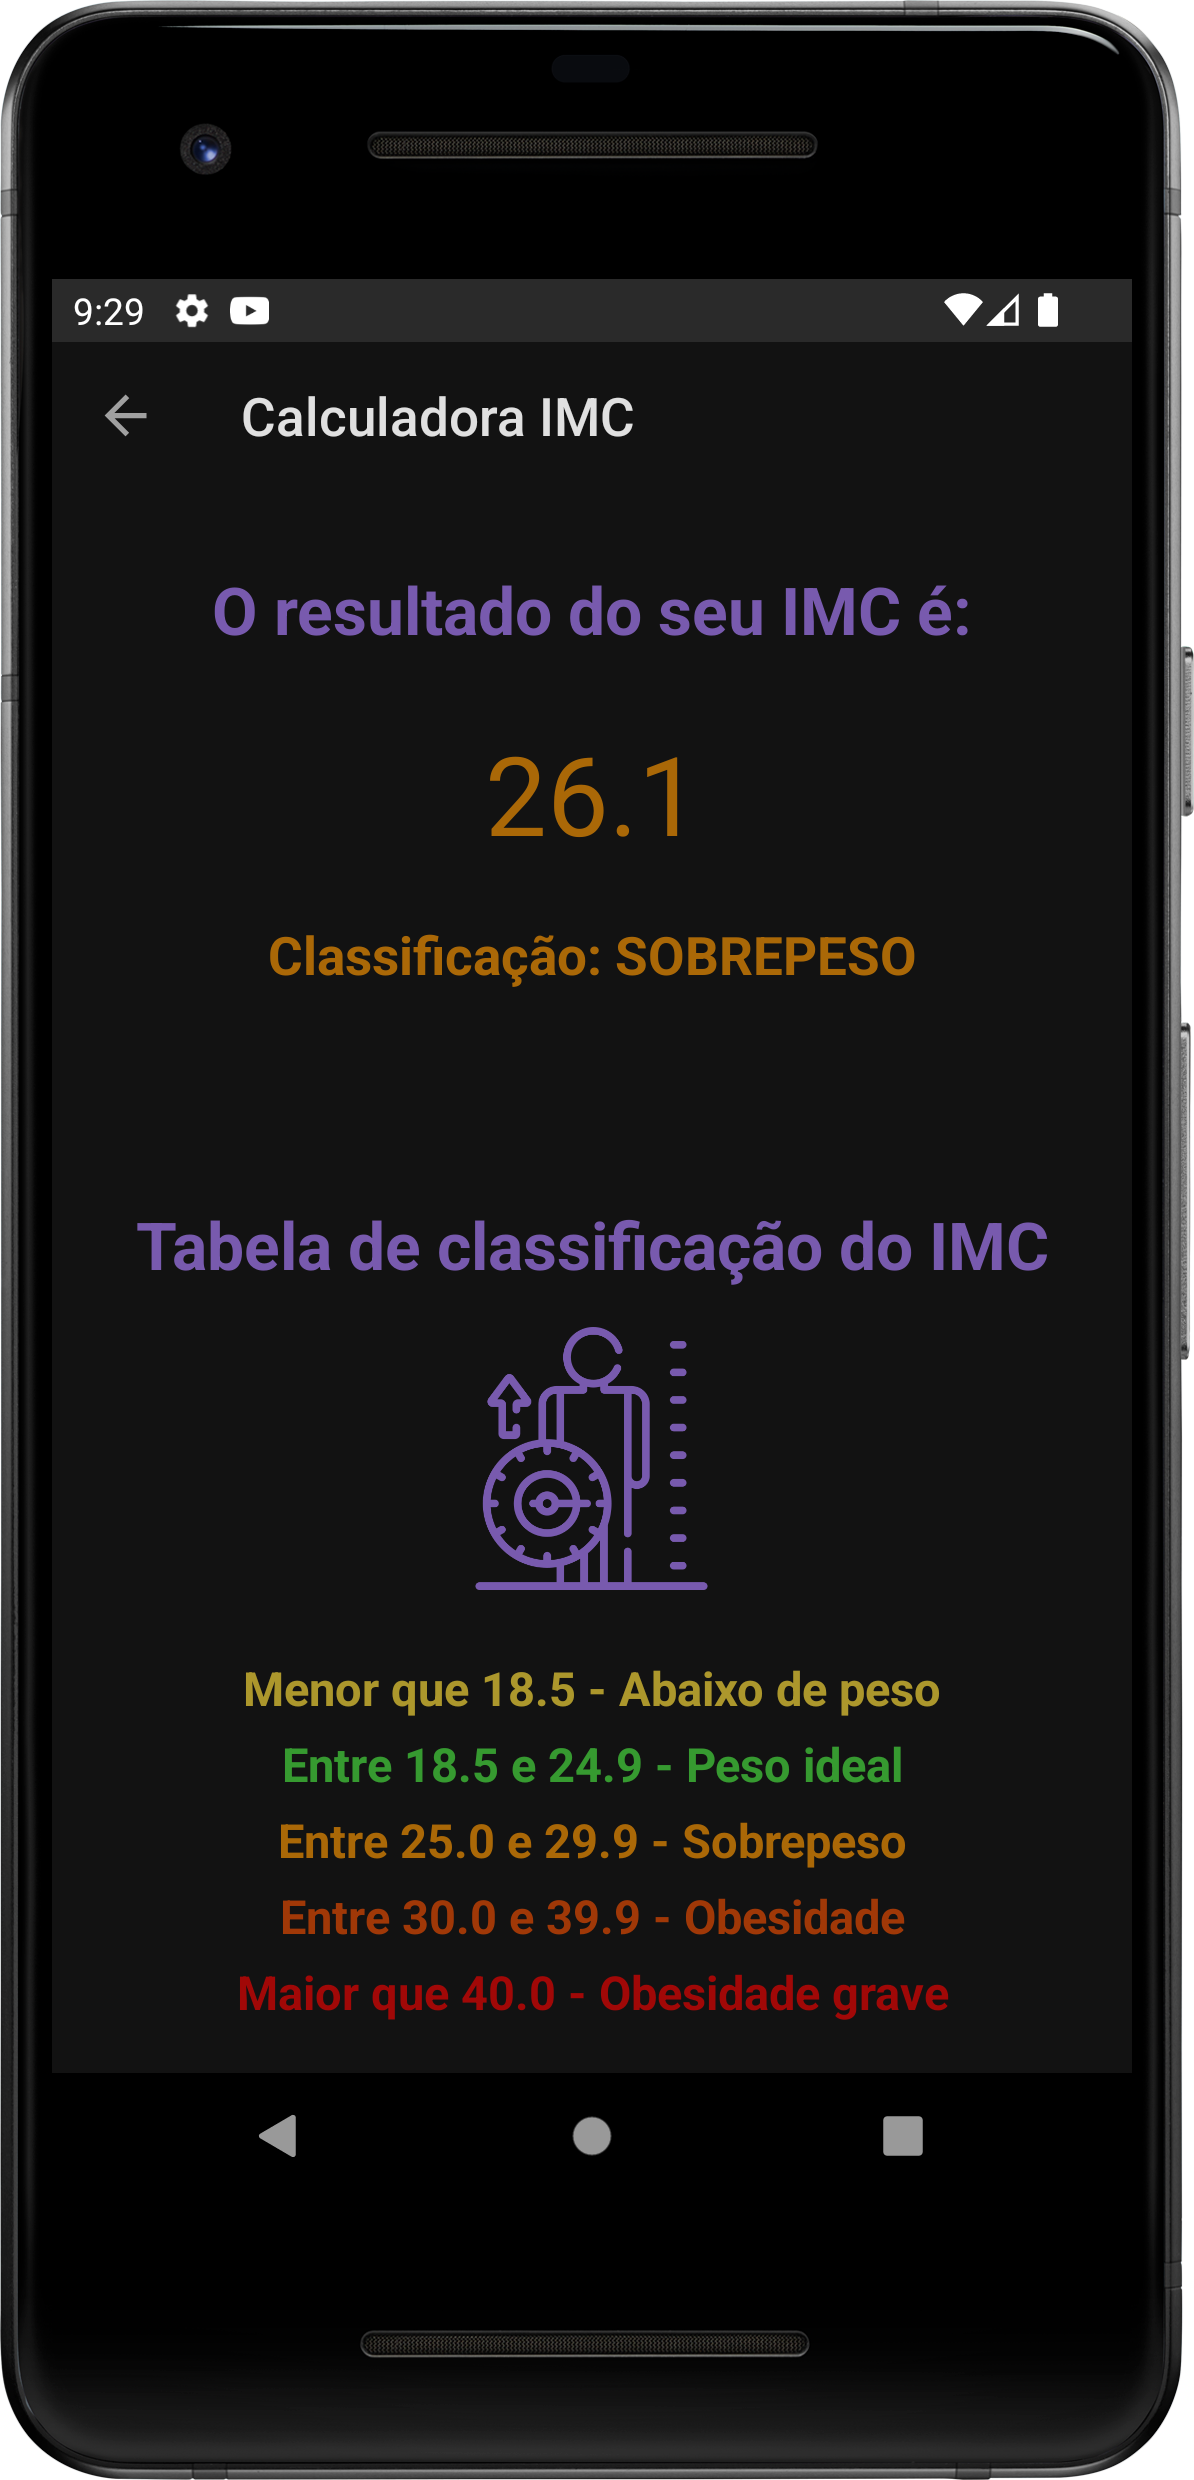 9:29
Calculadora IMC
O resultado do seu IMC é:
26.1
Classificação: SOBREPESO
Tabela de classificação do IMC
Menor que 18.5 - Abaixo de peso
Entre 18.5 e 24.9 - Peso ideal
Entre 25.0 e 29.9 - Sobrepeso
Entre 30.0 e 39.9 - Obesidade
Maior que 40.0 - Obesidade grave